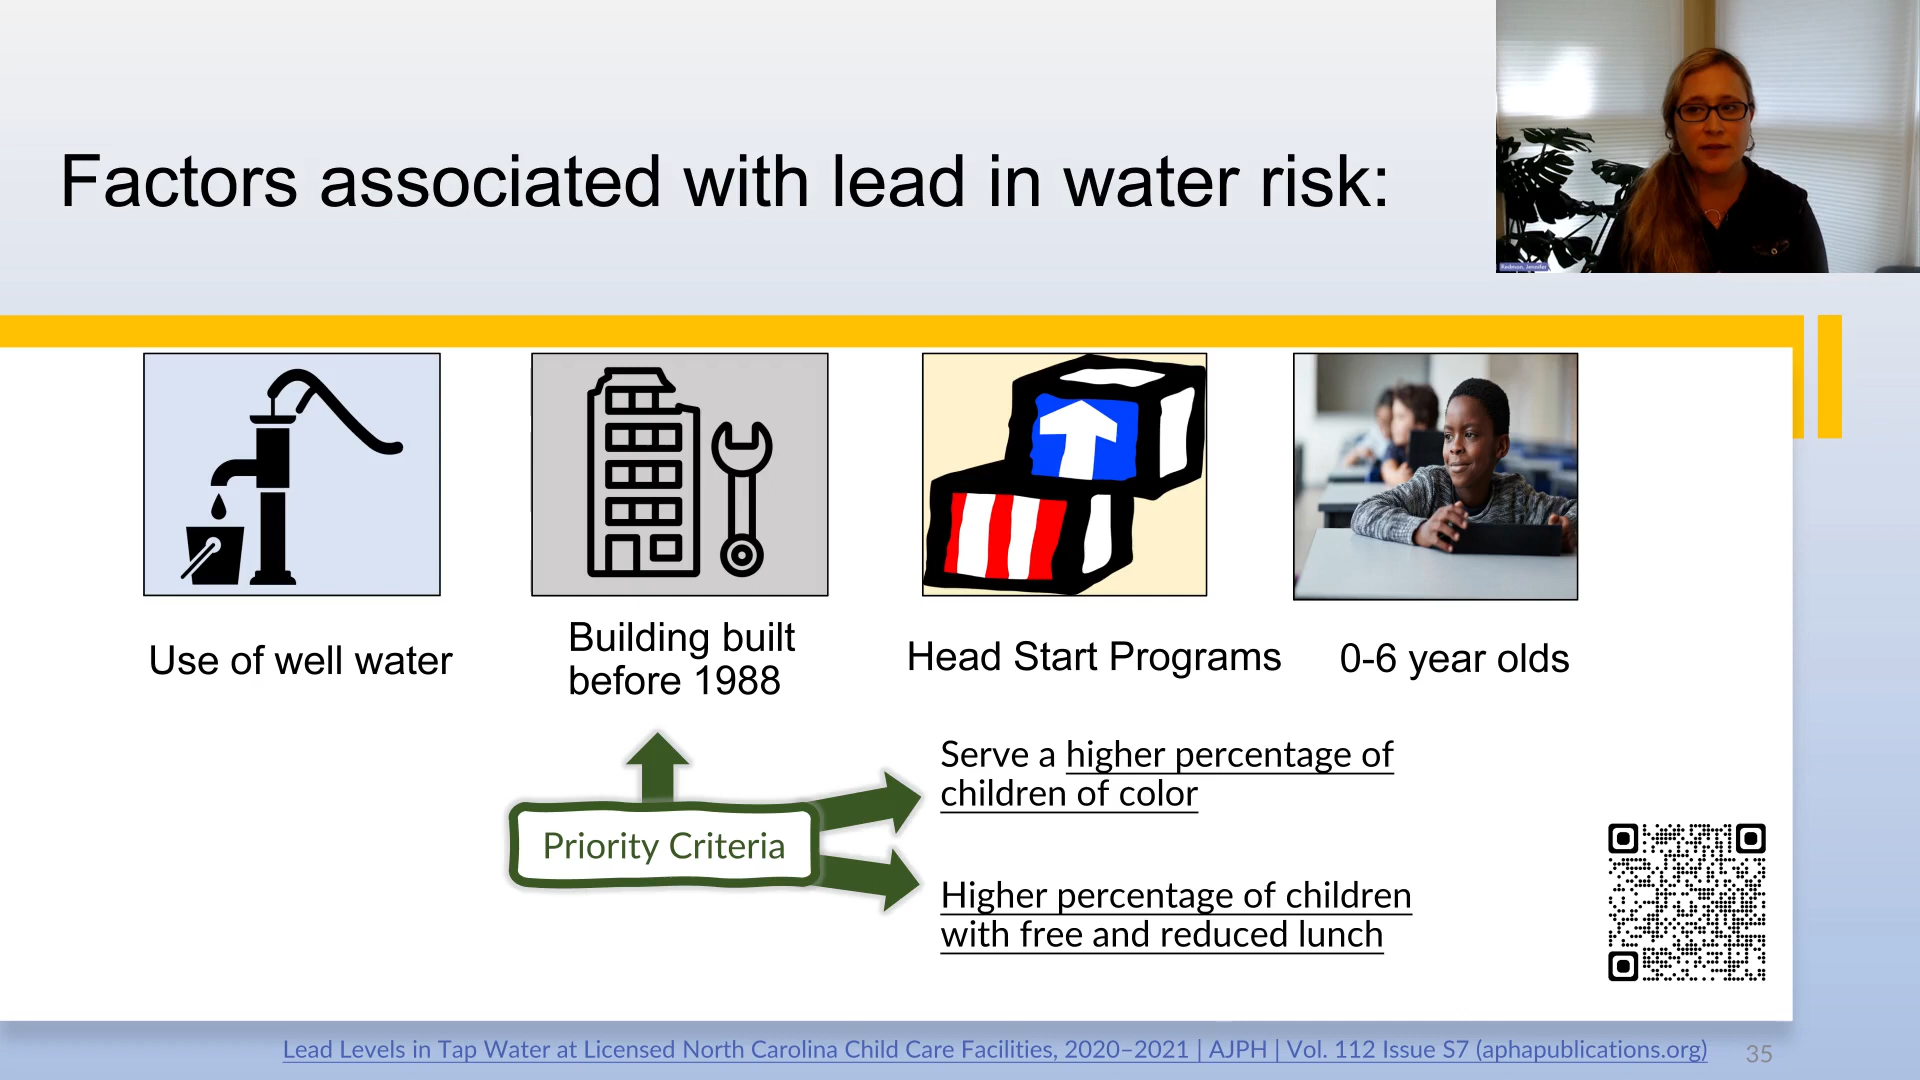 Factors associated with lead in water risk:
Redmon, Jennifer
Use of well water
Building built
before 1988
Head Start Programs
0-6 year olds
Priority Criteria
Serve a higher percentage of
children of color
Higher percentage of children
with free and reduced lunch
Lead Levels in Tap Water at Licensed North Carolina Child Care Facilities, 2020–2021 | AJPH | Vol. 112 Issue S7 (aphapublications.org)
35